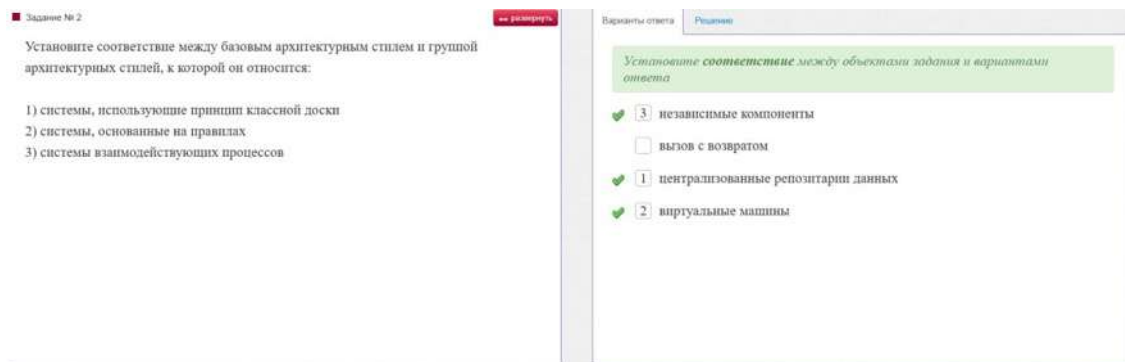 Задание № 2
развернуть
Установите соответствие между базовым архитектурным стилем и группой
архитектурных стилей, к которой он относится:
1) системы, использующие принцип классной доски
2) системы, основанные на правилах
3) системы взаимодействующих процессов
Варианты ответа
Решение
Установите соответствие между объектами задания и вариантами
ответа
3 независимые компоненты
вызов с возвратом
1 централизованные репозитарии данных
2 виртуальные машины